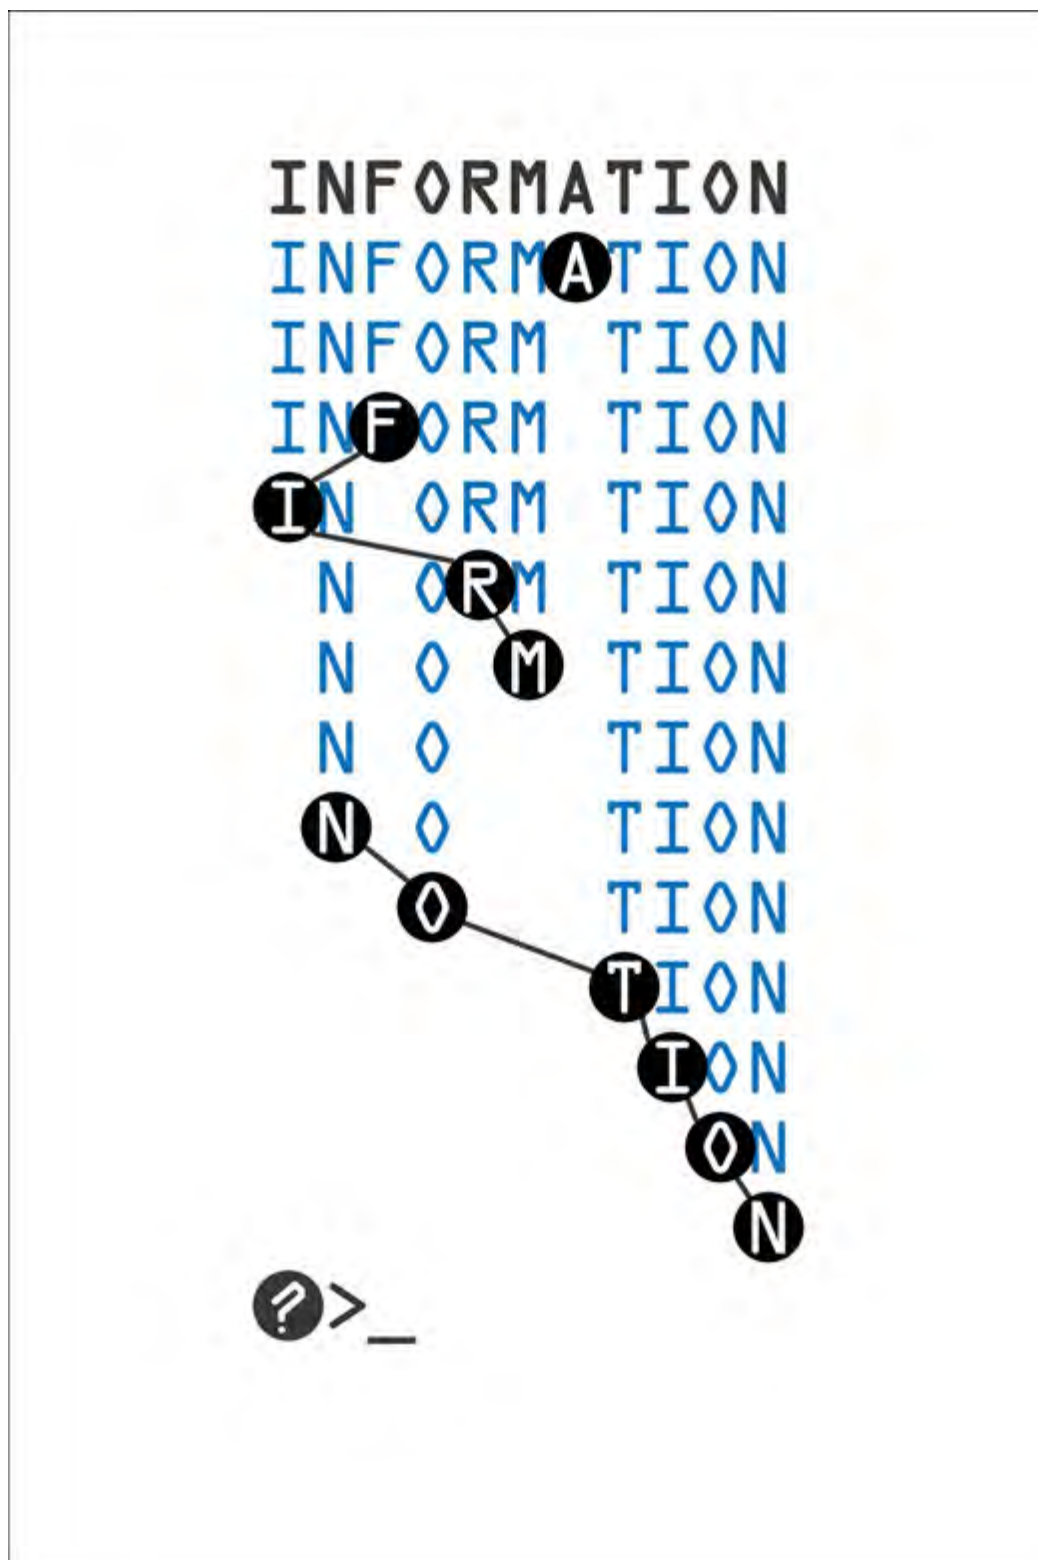 INFORMATION
INFORMATION
INFORM TION
INFORM TION
IN ORM TION
N ORM TION
N O M TION
N O TION
N O TION
O TION
TION
ION
ON
N
?>_